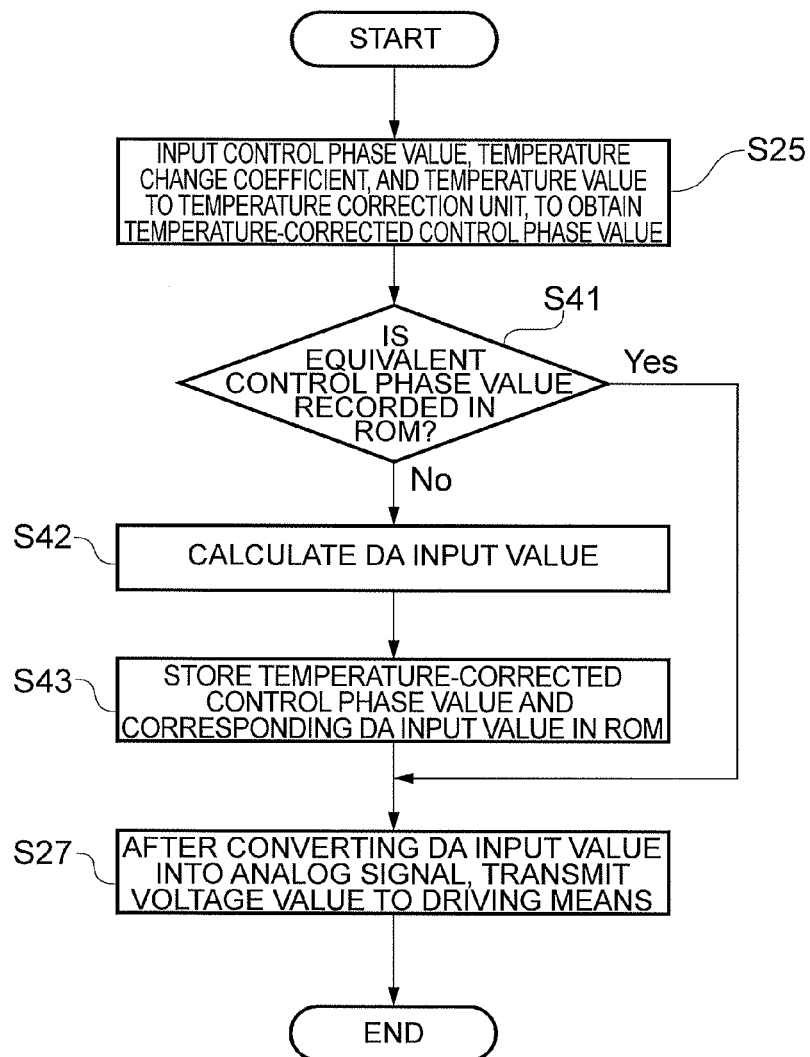 START
INPUT CONTROL PHASE VALUE, TEMPERATURE
CHANGE COEFFICIENT, AND TEMPERATURE VALUE
TO TEMPERATURE CORRECTION UNIT, TO OBTAIN
TEMPERATURE-CORRECTED CONTROL PHASE VALUE
S25
S41
IS
EQUIVALENT
CONTROL PHASE VALUE
RECORDED IN
ROM?
Yes
No
S42
CALCULATE DA INPUT VALUE
S43
STORE TEMPERATURE-CORRECTED
CONTROL PHASE VALUE AND
CORRESPONDING DA INPUT VALUE IN ROM
S27
AFTER CONVERTING DA INPUT VALUE
INTO ANALOG SIGNAL, TRANSMIT
VOLTAGE VALUE TO DRIVING MEANS
END